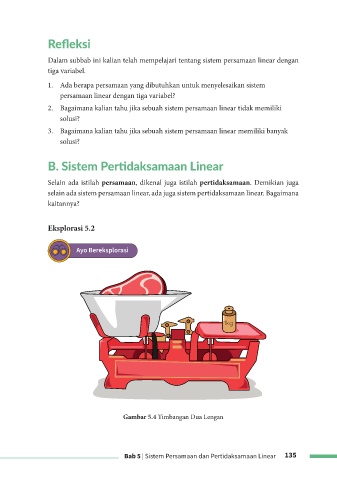 Refleksi
Dalam subbab ini kalian telah mempelajari tentang sistem persamaan linear dengan
tiga variabel.
1. Ada berapa persamaan yang dibutuhkan untuk menyelesaikan sistem
persamaan linear dengan tiga variabel?
2. Bagaimana kalian tahu jika sebuah sistem persamaan linear tidak memiliki
solusi?
3. Bagaimana kalian tahu jika sebuah sistem persamaan linear memiliki banyak
solusi?
B. Sistem Pertidaksamaan Linear
Selain ada istilah persamaan, dikenal juga istilah pertidaksamaan. Demikian juga
selain ada sistem persamaan linear, ada juga sistem pertidaksamaan linear. Bagaimana
kaitannya?
Eksplorasi 5.2
Ayo Bereksplorasi
1kg
Gambar 5.4 Timbangan Dua Lengan
Bab 5 | Sistem Persamaan dan Pertidaksamaan Linear 135